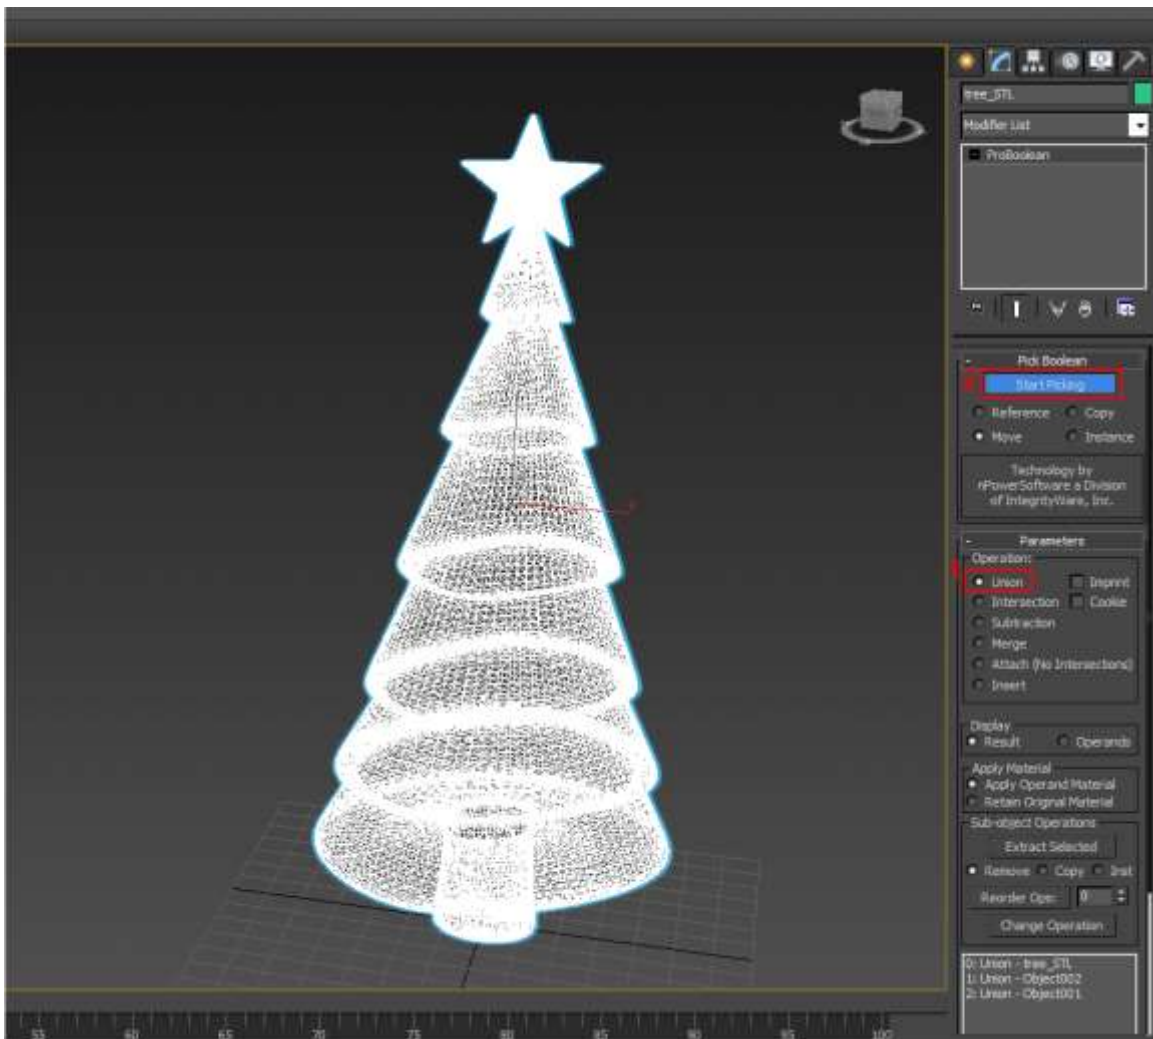 tree_STL
Modifier List
ProBoolean
Pick Boolean
Start Picking
Reference Copy
Move Instance
Technology by
nPowerSoftware a Division
of IntegrityWare, Inc.
Parameters
Operation:
Union Imprint
Intersection Cookie
Subtraction
Merge
Attach (No Intersections)
Insert
Display
Result Operands
Apply Material
Apply Operand Material
Retain Original Material
Sub-object Operations
Extract Selected
Remove Copy Inst
Reorder Ops: 0
Change Operation
0: Union - tree_STL
1: Union - Object002
2: Union - Object001
55 60 65 70 75 80 85 90 95 100